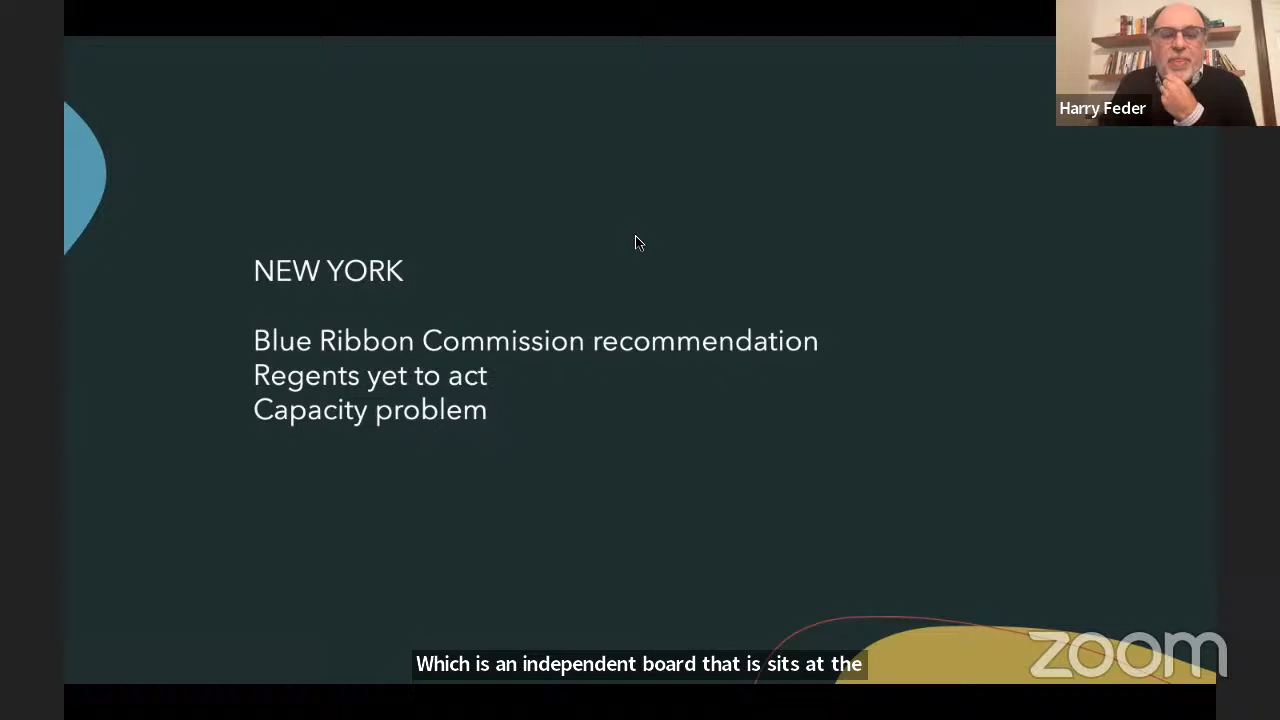 Harry Feder
NEW YORK
Blue Ribbon Commission recommendation
Regents yet to act
Capacity problem
Which is an independent board that is sits at the
zoom